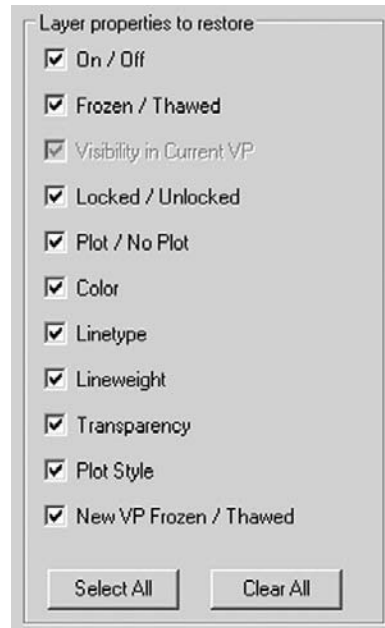 Layer properties to restore
On / Off
Frozen / Thawed
Visibility in Current VP
Locked / Unlocked
Plot / No Plot
Color
Linetype
Lineweight
Transparency
Plot Style
New VP Frozen / Thawed
Select All Clear All